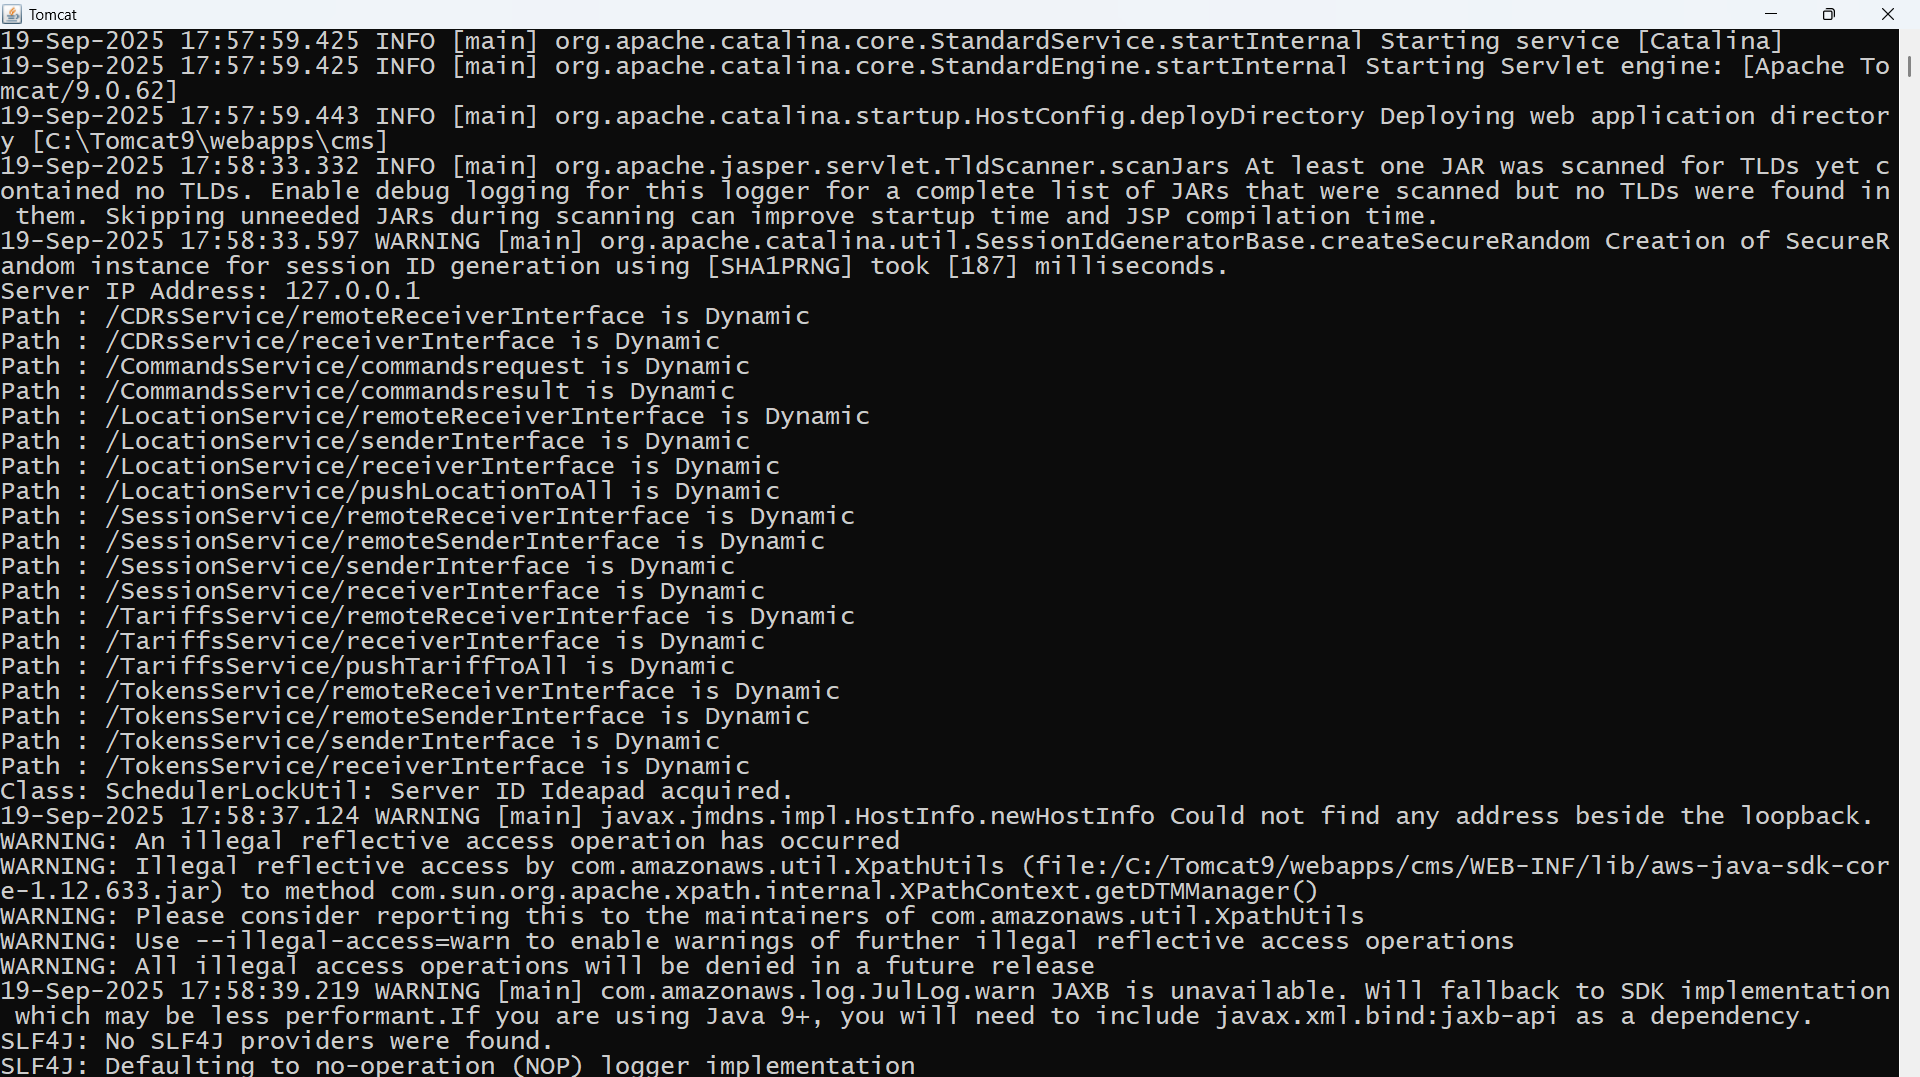 Tomcat
19-Sep-2025 17:57:59.425 INFO [main] org.apache.catalina.core.StandardService.startInternal Starting service [Catalina]
19-Sep-2025 17:57:59.425 INFO [main] org.apache.catalina.core.StandardEngine.startInternal Starting Servlet engine: [Apache To
mcat/9.0.62]
19-Sep-2025 17:57:59.443 INFO [main] org.apache.catalina.startup.HostConfig.deployDirectory Deploying web application director
y [C:\Tomcat9\webapps\cms]
19-Sep-2025 17:58:33.332 INFO [main] org.apache.jasper.servlet.TldScanner.scanJars At least one JAR was scanned for TLDs yet c
ontained no TLDs. Enable debug logging for this logger for a complete list of JARs that were scanned but no TLDs were found in
 them. Skipping unneeded JARs during scanning can improve startup time and JSP compilation time.
19-Sep-2025 17:58:33.597 WARNING [main] org.apache.catalina.util.SessionIdGeneratorBase.createSecureRandom Creation of SecureR
andom instance for session ID generation using [SHA1PRNG] took [187] milliseconds.
Server IP Address: 127.0.0.1
Path : /CDRsService/remoteReceiverInterface is Dynamic
Path : /CDRsService/receiverInterface is Dynamic
Path : /CommandsService/commandsrequest is Dynamic
Path : /CommandsService/commandsresult is Dynamic
Path : /LocationService/remoteReceiverInterface is Dynamic
Path : /LocationService/senderInterface is Dynamic
Path : /LocationService/receiverInterface is Dynamic
Path : /LocationService/pushLocationToAll is Dynamic
Path : /SessionService/remoteReceiverInterface is Dynamic
Path : /SessionService/remoteSenderInterface is Dynamic
Path : /SessionService/senderInterface is Dynamic
Path : /SessionService/receiverInterface is Dynamic
Path : /TariffsService/remoteReceiverInterface is Dynamic
Path : /TariffsService/receiverInterface is Dynamic
Path : /TariffsService/pushTariffToAll is Dynamic
Path : /TokensService/remoteReceiverInterface is Dynamic
Path : /TokensService/remoteSenderInterface is Dynamic
Path : /TokensService/senderInterface is Dynamic
Path : /TokensService/receiverInterface is Dynamic
Class: SchedulerLockUtil: Server ID Ideapad acquired.
19-Sep-2025 17:58:37.124 WARNING [main] javax.jmdns.impl.HostInfo.newHostInfo Could not find any address beside the loopback.
WARNING: An illegal reflective access operation has occurred
WARNING: Illegal reflective access by com.amazonaws.util.XpathUtils (file:/C:/Tomcat9/webapps/cms/WEB-INF/lib/aws-java-sdk-cor
e-1.12.633.jar) to method com.sun.org.apache.xpath.internal.XPathContext.getDTMManager()
WARNING: Please consider reporting this to the maintainers of com.amazonaws.util.XpathUtils
WARNING: Use --illegal-access=warn to enable warnings of further illegal reflective access operations
WARNING: All illegal access operations will be denied in a future release
19-Sep-2025 17:58:39.219 WARNING [main] com.amazonaws.log.JulLog.warn JAXB is unavailable. Will fallback to SDK implementation
 which may be less performant.If you are using Java 9+, you will need to include javax.xml.bind:jaxb-api as a dependency.
SLF4J: No SLF4J providers were found.
SLF4J: Defaulting to no-operation (NOP) logger implementation